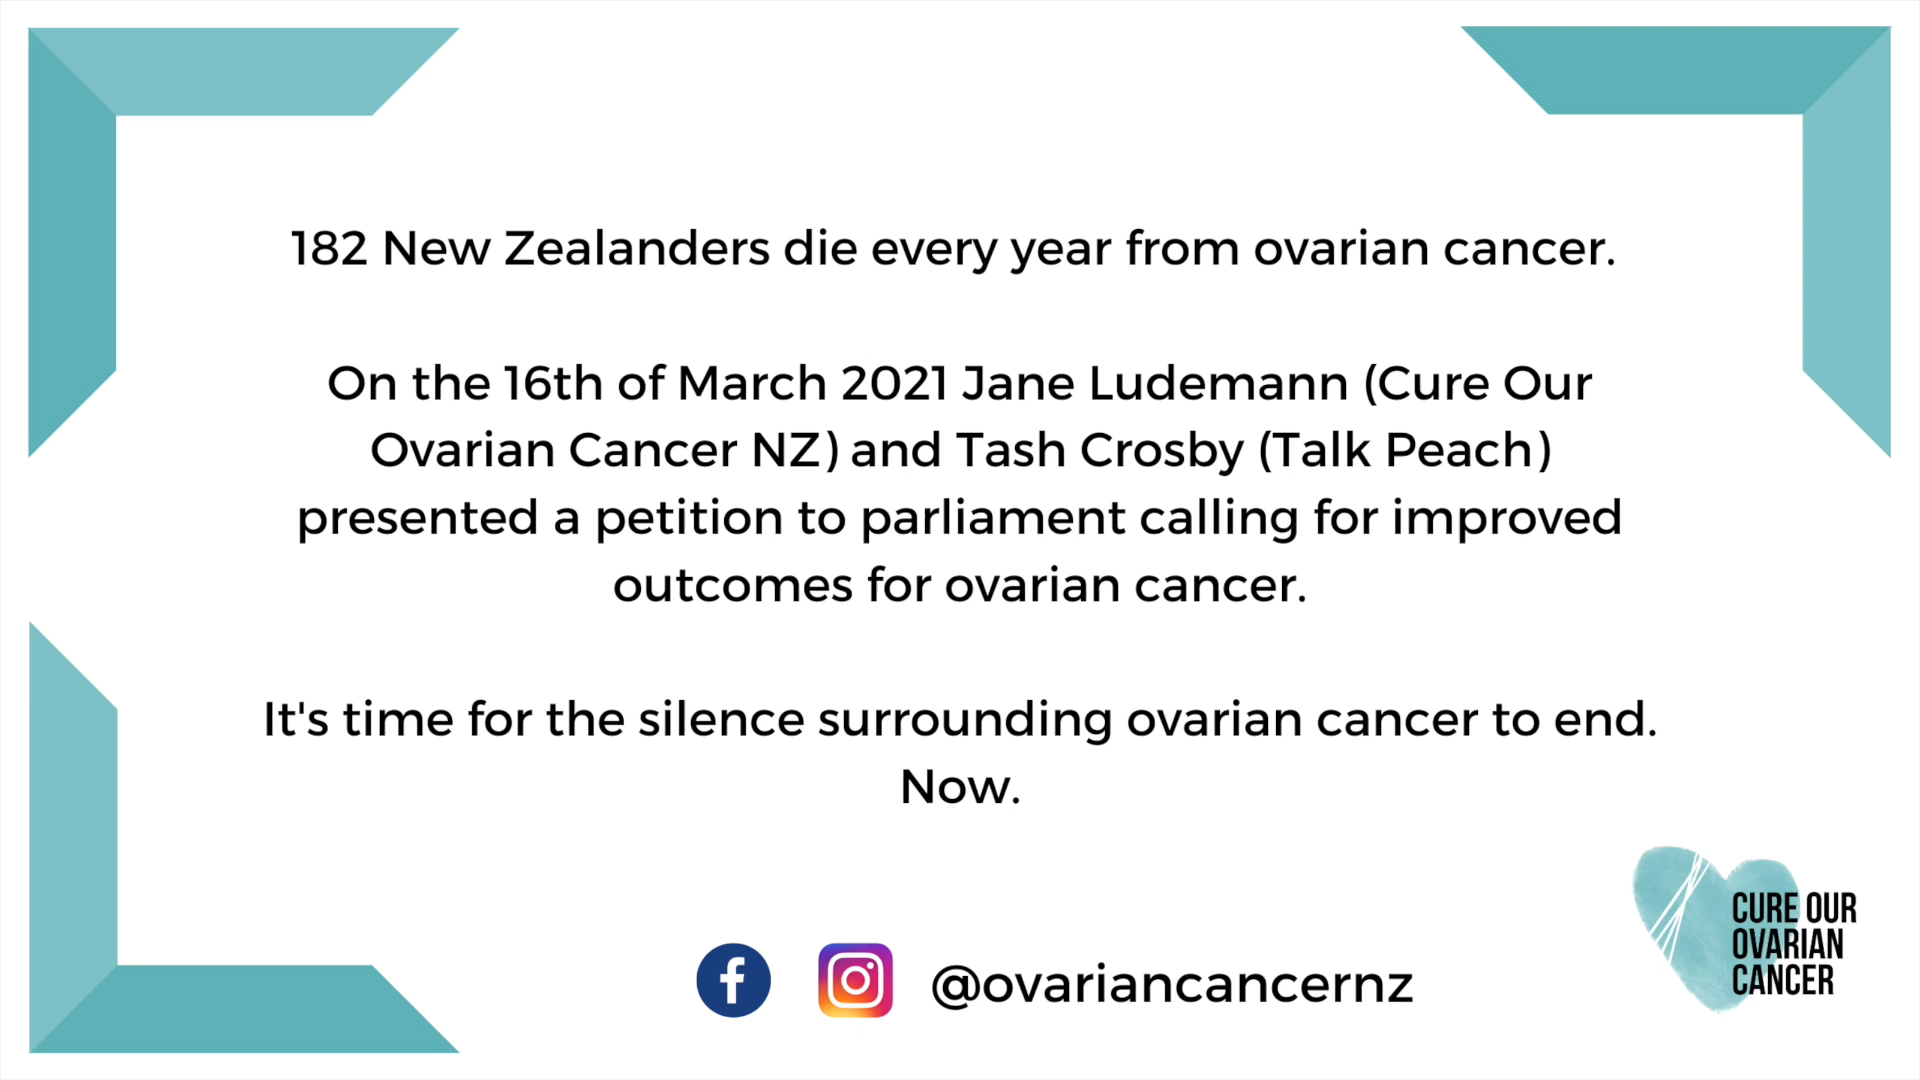 182 New Zealanders die every year from ovarian cancer.
On the 16th of March 2021 Jane Ludemann (Cure Our
Ovarian Cancer NZ) and Tash Crosby (Talk Peach)
presented a petition to parliament calling for improved
outcomes for ovarian cancer.
It's time for the silence surrounding ovarian cancer to end.
Now.
@ovariancancernz
CURE OUR
OVARIAN
CANCER